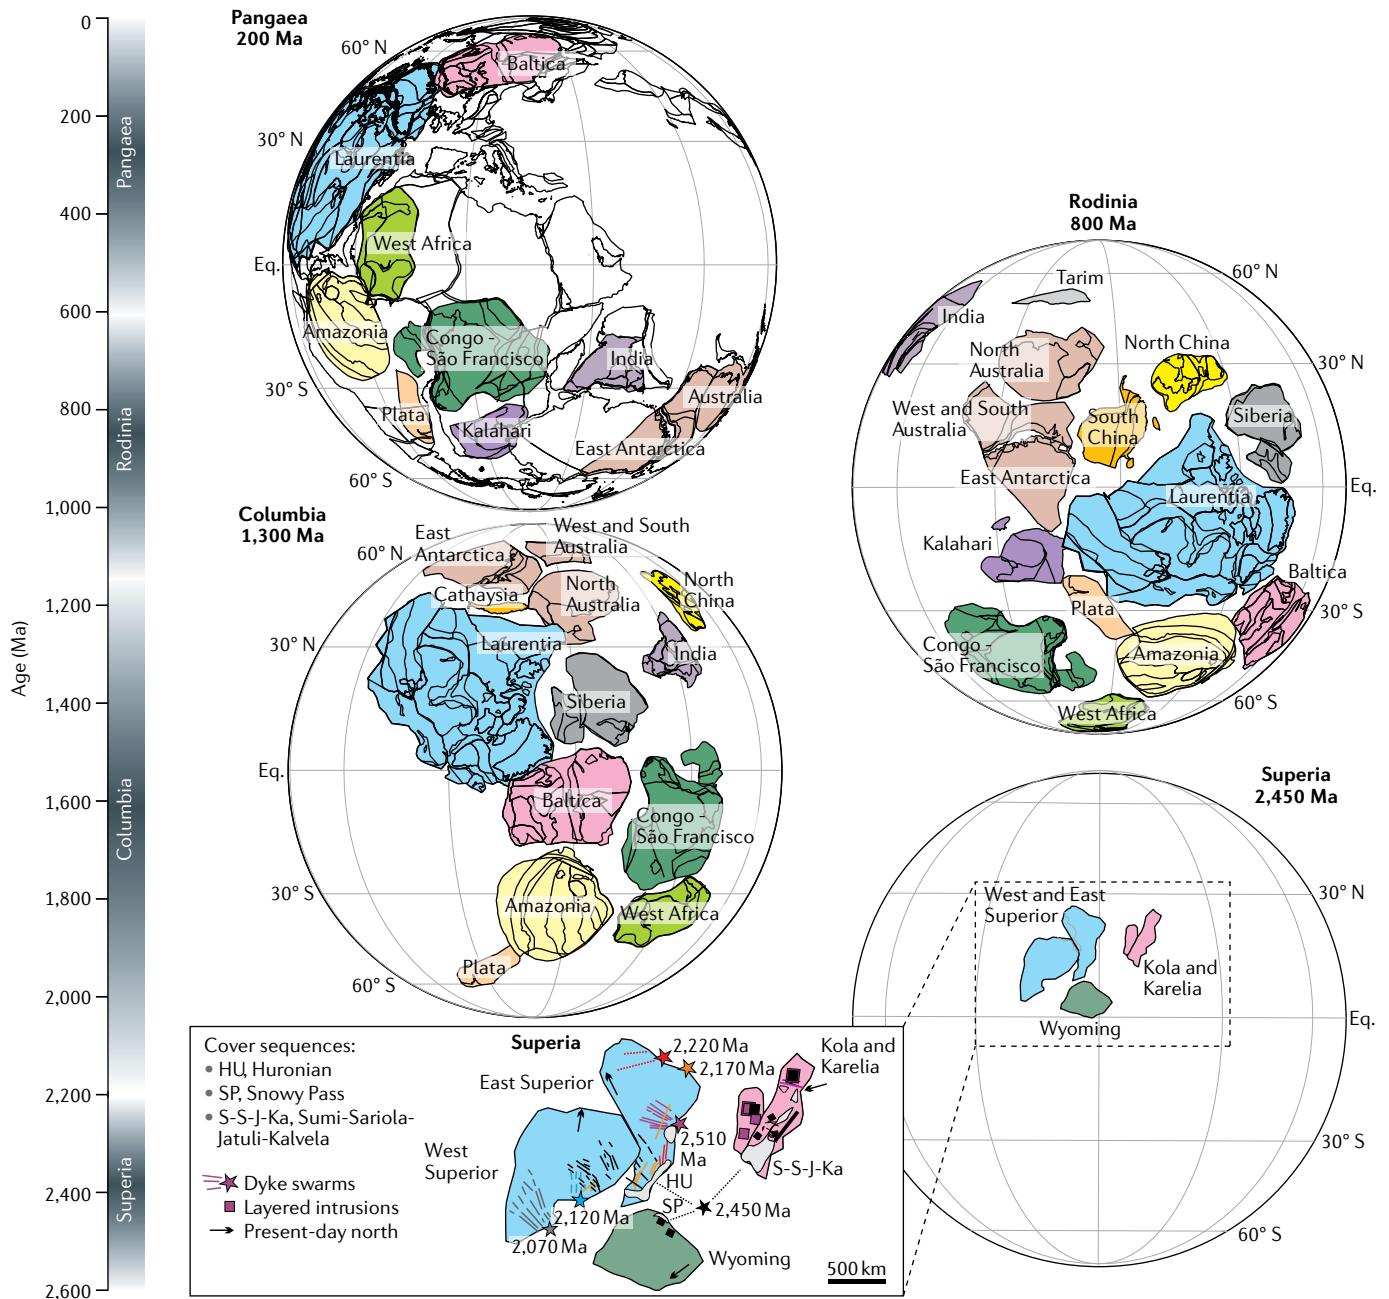 0
200
400
600
800
1,000
1,200
1,400
1,600
1,800
2,000
2,200
2,400
2,600
Age (Ma)
Pangaea
Rodinia
Columbia
Superia
Pangaea
200 Ma
60° N
30° N
Eq.
30° S
60° S
Baltica
Laurentia
West Africa
Amazonia
Congo -
São Francisco
India
Plata
Kalahari
Australia
East Antarctica
Rodinia
800 Ma
60° N
30° N
Eq.
30° S
60° S
Tarim
India
North
Australia
North China
West and South
Australia
South
China
Siberia
East Antarctica
Laurentia
Kalahari
Baltica
Plata
Congo -
São Francisco
Amazonia
West Africa
Columbia
1,300 Ma
60° N
30° N
Eq.
30° S
60° S
East
Antarctica
West and South
Australia
Cathaysia
North
Australia
North
China
Laurentia
India
Siberia
Baltica
Congo -
São Francisco
Amazonia
West Africa
Plata
Superia
2,450 Ma
30° N
Eq.
30° S
60° S
West and East
Superior
Kola and
Karelia
Wyoming
Cover sequences:
• HU, Huronian
• SP, Snowy Pass
• S-S-J-Ka, Sumi-Sariola-
Jatuli-Kalvela
Dyke swarms
Layered intrusions
Present-day north
Superia
East Superior
West
Superior
2,220 Ma
2,170 Ma
Kola and
Karelia
2,510
Ma
HU
S-S-J-Ka
SP
2,450 Ma
2,120 Ma
2,070 Ma
Wyoming
500 km